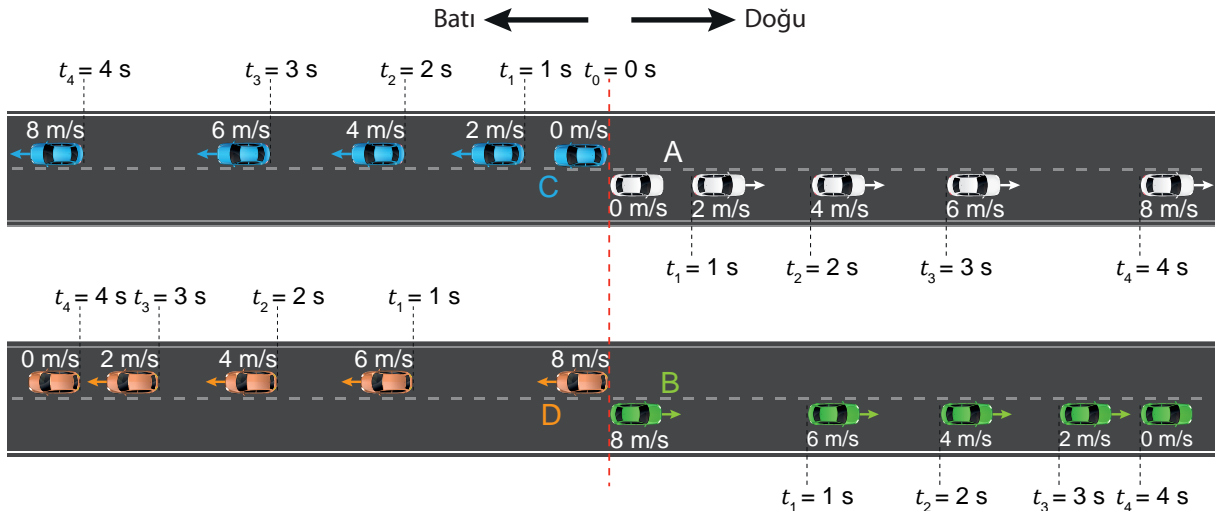 Batı Doğu
t₄ = 4 s t₃ = 3 s t₂ = 2 s t₁ = 1 s t₀ = 0 s
8 m/s 6 m/s 4 m/s 2 m/s 0 m/s
A
C
0 m/s 2 m/s 4 m/s 6 m/s 8 m/s
t₁ = 1 s t₂ = 2 s t₃ = 3 s t₄ = 4 s
t₄ = 4 s t₃ = 3 s t₂ = 2 s t₁ = 1 s
0 m/s 2 m/s 4 m/s 6 m/s 8 m/s
B
D
8 m/s 6 m/s 4 m/s 2 m/s 0 m/s
t₁ = 1 s t₂ = 2 s t₃ = 3 s t₄ = 4 s